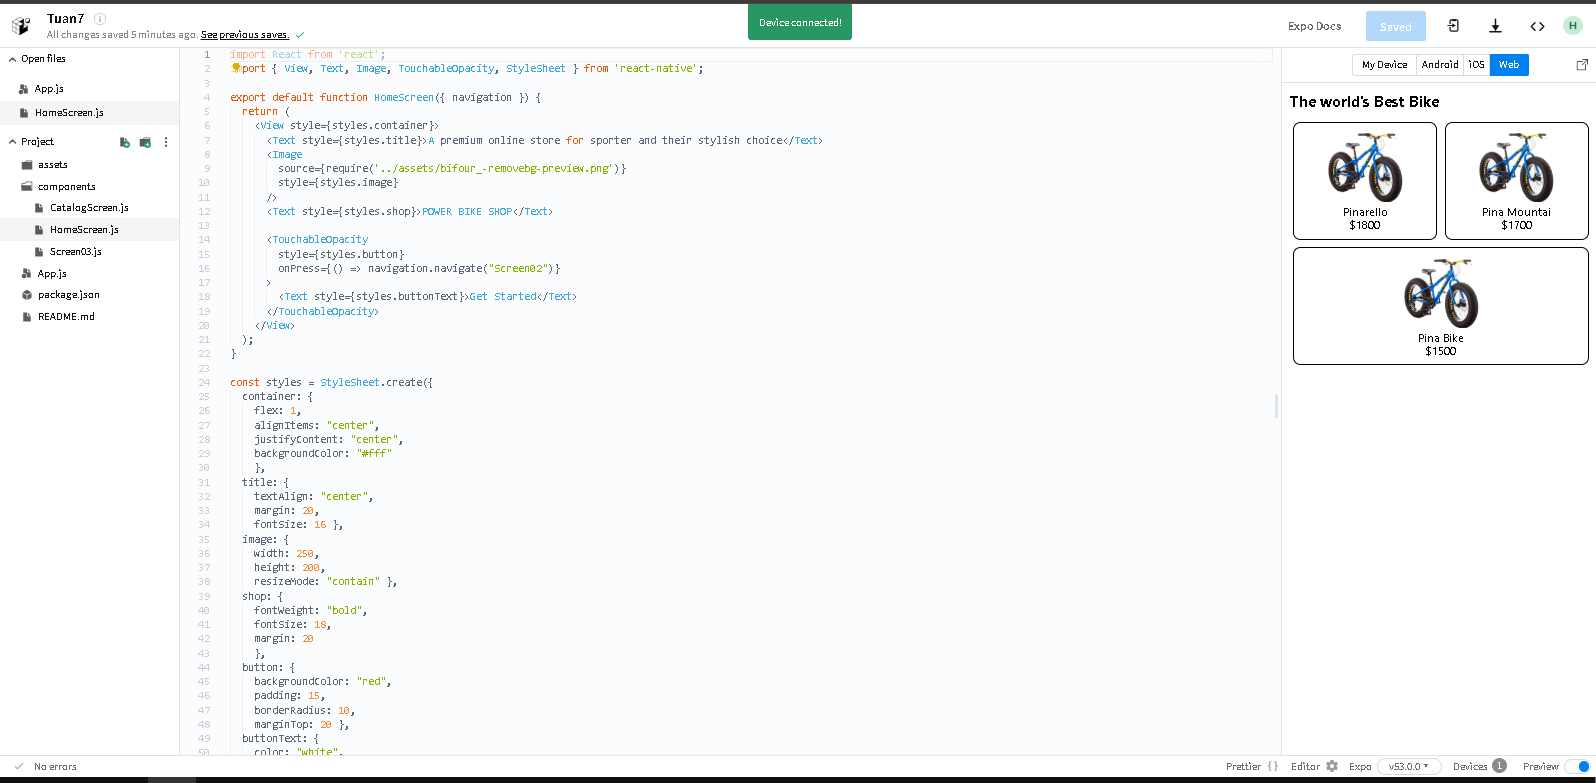 Tuan7
All changes saved 5 minutes ago. See previous saves.
Device connected!
Expo Docs
Saved
H
Open files
App.js
HomeScreen.js
Project
assets
components
CatalogScreen.js
HomeScreen.js
Screen03.js
App.js
package.json
README.md
1 import React from 'react';
2 import { View, Text, Image, TouchableOpacity, StyleSheet } from 'react-native';
3
4 export default function HomeScreen({ navigation }) {
5 return (
6 <View style={styles.container}>
7 <Text style={styles.title}>A premium online store for sporter and their stylish choice</Text>
8 <Image
9 source={require('../assets/bifour_-removebg-preview.png')}
10 style={styles.image}
11 />
12 <Text style={styles.shop}>POWER BIKE SHOP</Text>
13
14 <TouchableOpacity
15 style={styles.button}
16 onPress={() => navigation.navigate("Screen02")}
17 >
18 <Text style={styles.buttonText}>Get Started</Text>
19 </TouchableOpacity>
20 </View>
21 );
22 }
23
24 const styles = StyleSheet.create({
25 container: {
26 flex: 1,
27 alignItems: "center",
28 justifyContent: "center",
29 backgroundColor: "#fff"
30 },
31 title: {
32 textAlign: "center",
33 margin: 20,
34 fontSize: 16 },
35 image: {
36 width: 250,
37 height: 200,
38 resizeMode: "contain" },
39 shop: {
40 fontWeight: "bold",
41 fontSize: 18,
42 margin: 20
43 },
44 button: {
45 backgroundColor: "red",
46 padding: 15,
47 borderRadius: 10,
48 marginTop: 20 },
49 buttonText: {
50 color: "white",
My Device Android iOS Web
The world's Best Bike
Pinarello
$1800
Pina Mountai
$1700
Pina Bike
$1500
No errors
Prettier {} Editor Expo v53.0.0 Devices 1 Preview